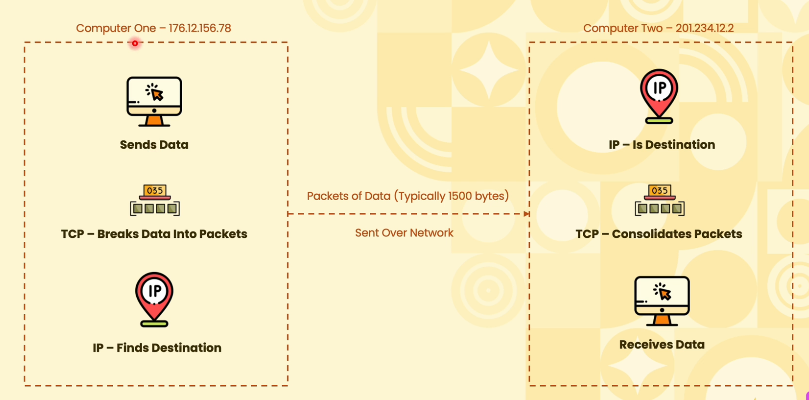 Computer One – 176.12.156.78
Sends Data
035
TCP – Breaks Data Into Packets
IP
IP – Finds Destination
Packets of Data (Typically 1500 bytes)
Sent Over Network
Computer Two – 201.234.12.2
IP
IP – Is Destination
035
TCP – Consolidates Packets
Receives Data